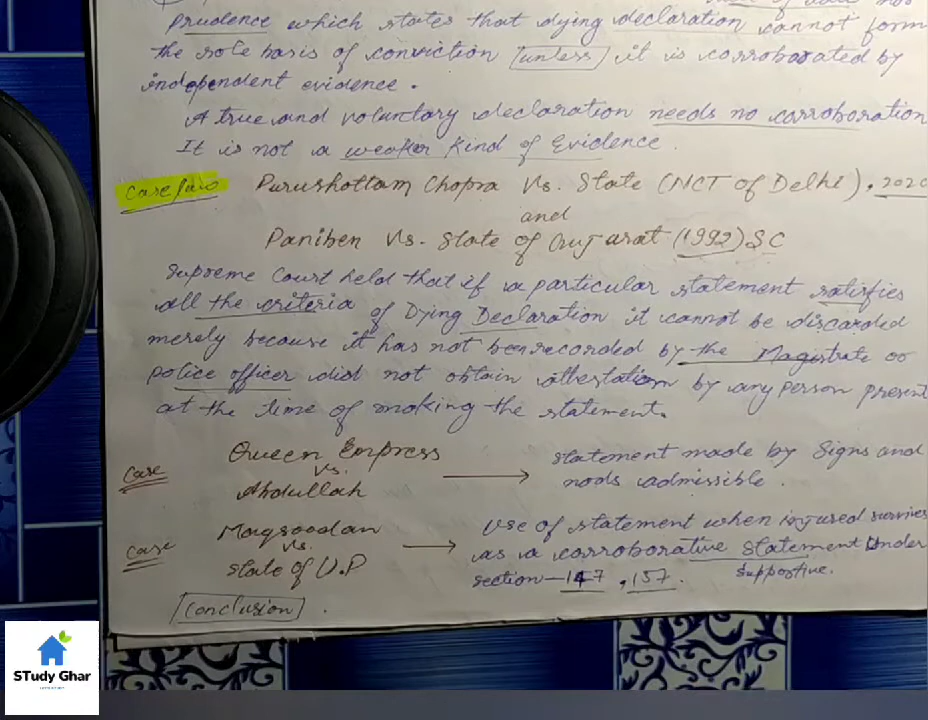 Prudence which states that dying declaration cannot form
the sole basis of conviction [unless] it is corroborated by
independent evidence.
A true and voluntary declaration needs no corroboration
It is not a weaker kind of Evidence.
Case law Purushottam Chopra Vs. State (NCT of Delhi), 2020
and
Paniben Vs. State of Gujarat (1992) SC
Supreme Court held that if a particular statement satisfies
all the criteria of Dying Declaration it cannot be discarded
merely because it has not been recorded by the Magistrate or
police officer did not obtain attestation by any person present
at the time of making the statement.
Case Queen Empress
vs.
Abdullah
→ statement made by Signs and
nods admissible.
Case Maqsoodan
vs.
State of U.P
→ Use of statement when injured survives
as a corroborative statement Under
section - 147, 157. supportive.
[Conclusion].
STudy Ghar